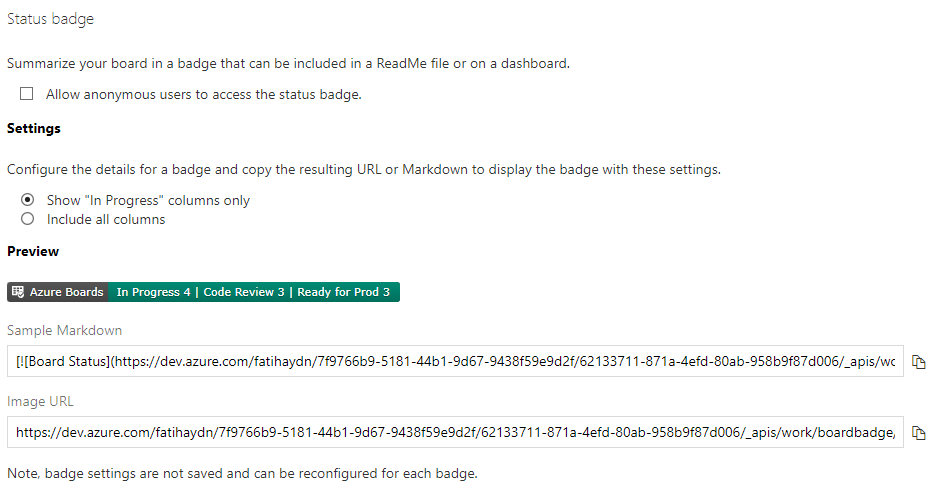 Status badge
Summarize your board in a badge that can be included in a ReadMe file or on a dashboard.
Allow anonymous users to access the status badge.
Settings
Configure the details for a badge and copy the resulting URL or Markdown to display the badge with these settings.
Show "In Progress" columns only
Include all columns
Preview
Azure Boards In Progress 4 | Code Review 3 | Ready for Prod 3
Sample Markdown
[![Board Status](https://dev.azure.com/fatihaydn/7f9766b9-5181-44b1-9d67-9438f59e9d2f/62133711-871a-4efd-80ab-958b9f87d006/_apis/wo
Image URL
https://dev.azure.com/fatihaydn/7f9766b9-5181-44b1-9d67-9438f59e9d2f/62133711-871a-4efd-80ab-958b9f87d006/_apis/work/boardbadge/
Note, badge settings are not saved and can be reconfigured for each badge.